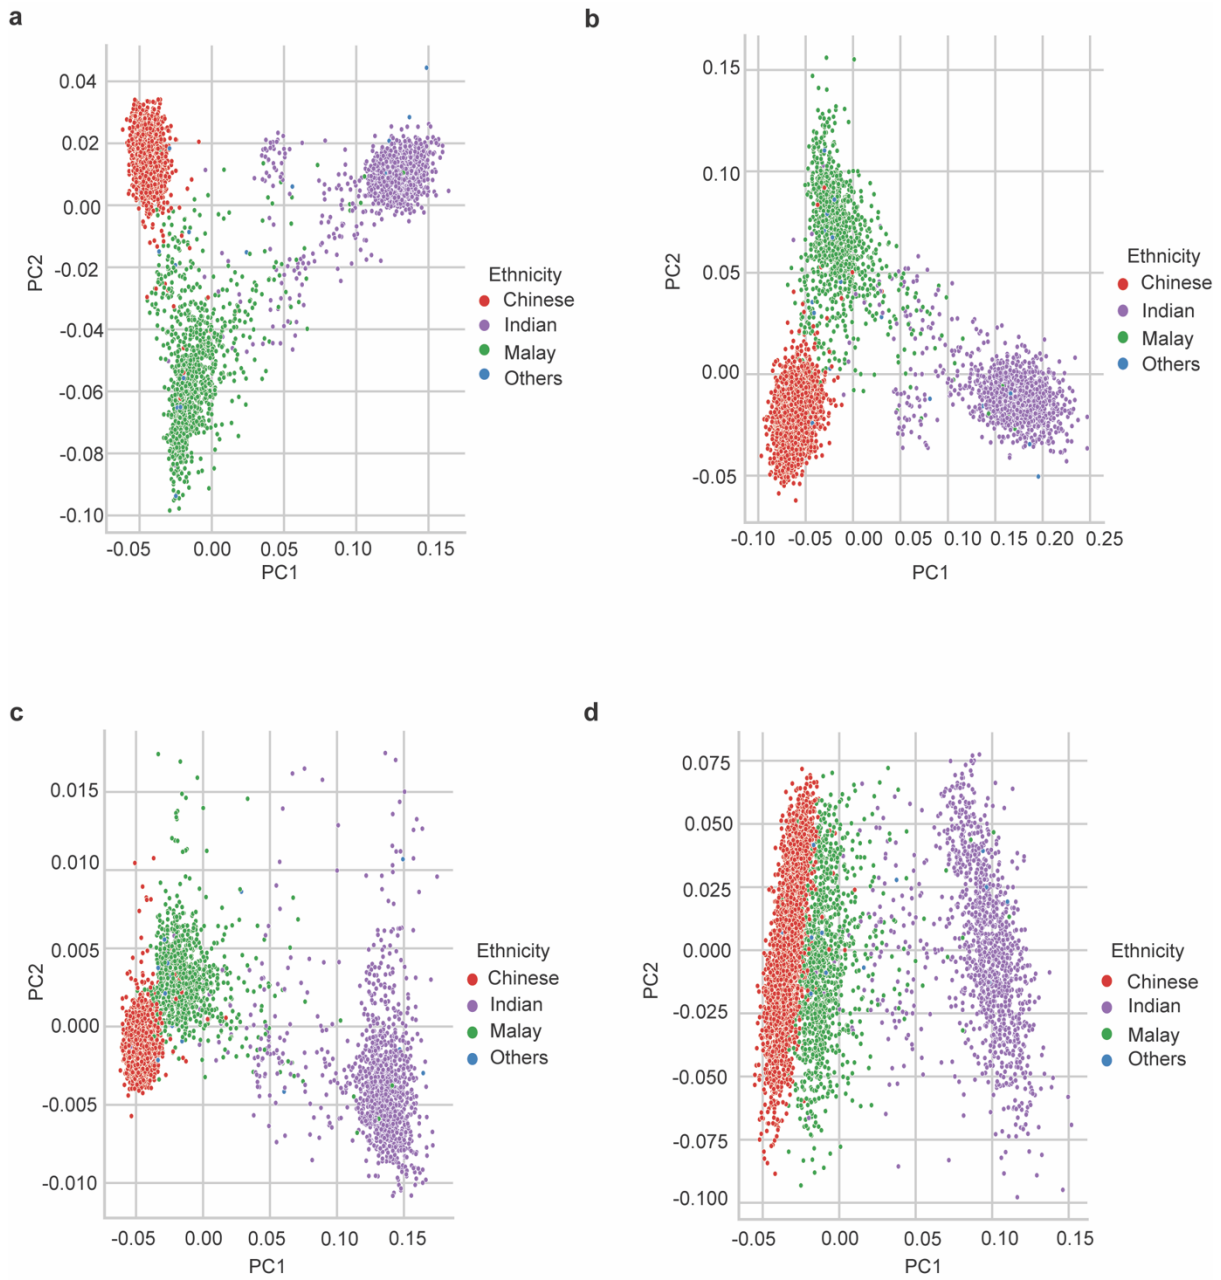 a
0.04
0.02
0.00
-0.02
-0.04
-0.06
-0.08
-0.10
PC2
-0.05 0.00 0.05 0.10 0.15
PC1
Ethnicity
Chinese
Indian
Malay
Others
b
0.15
0.10
0.05
0.00
-0.05
PC2
-0.10 -0.05 0.00 0.05 0.10 0.15 0.20 0.25
PC1
Ethnicity
Chinese
Indian
Malay
Others
c
0.015
0.010
0.005
0.000
-0.005
-0.010
PC2
-0.05 0.00 0.05 0.10 0.15
PC1
Ethnicity
Chinese
Indian
Malay
Others
d
0.075
0.050
0.025
0.000
-0.025
-0.050
-0.075
-0.100
PC2
-0.05 0.00 0.05 0.10 0.15
PC1
Ethnicity
Chinese
Indian
Malay
Others